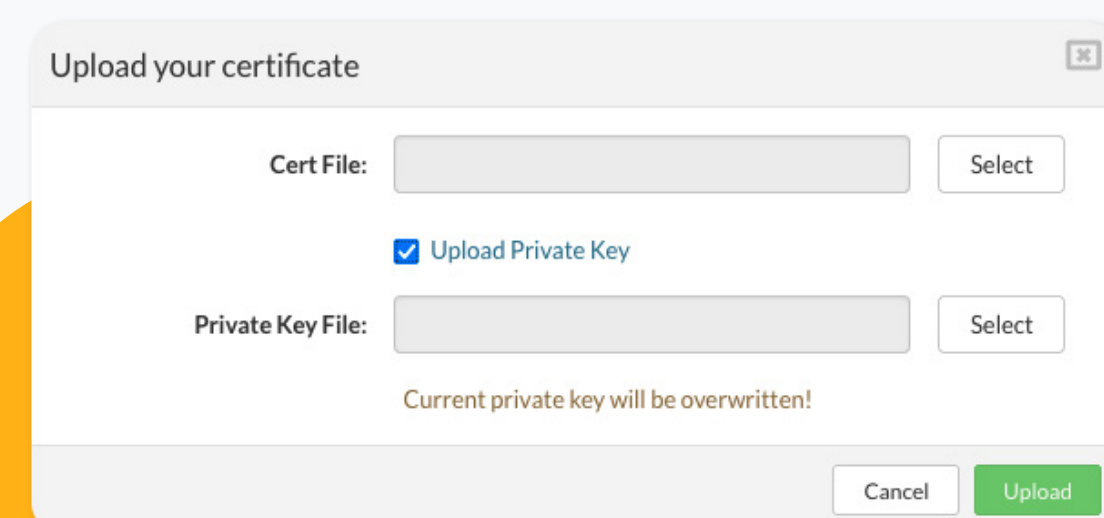 Upload your certificate
Cert File:
Select
Upload Private Key
Private Key File:
Select
Current private key will be overwritten!
Cancel
Upload